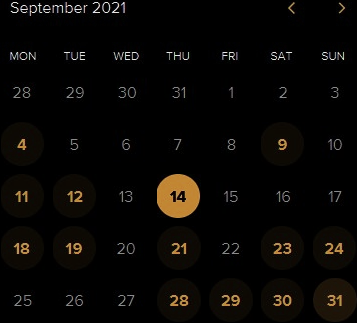 September 2021
MON TUE WED THU FRI SAT SUN
28 29 30 31 1 2 3
4 5 6 7 8 9 10
11 12 13 14 15 16 17
18 19 20 21 22 23 24
25 26 27 28 29 30 31